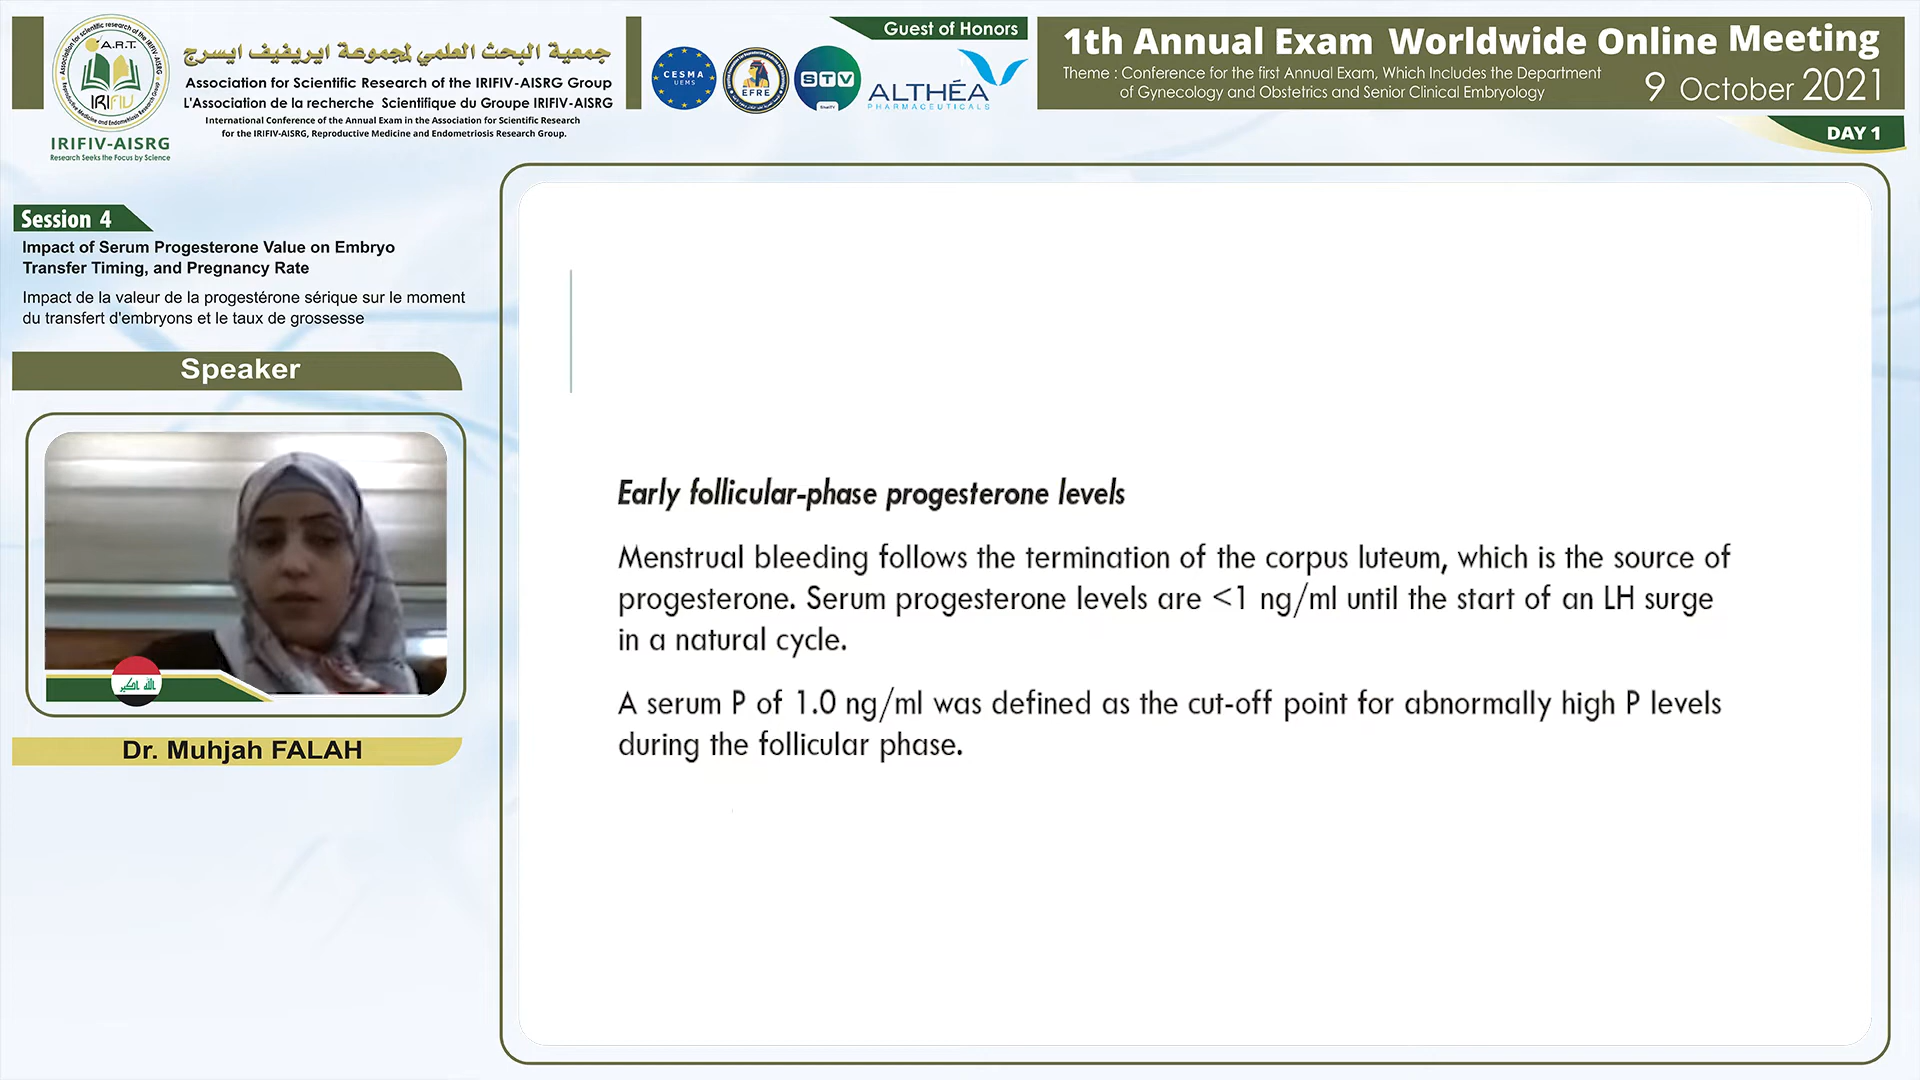 A.R.T.
IRIFIV
IRIFIV-AISRG
Research Seeks the Focus by Science
جمعية البحث العلمي لمجموعة ايريفيف ايسرج
Association for Scientific Research of the IRIFIV-AISRG Group
L'Association de la recherche Scientifique du Groupe IRIFIV-AISRG
International Conference of the Annual Exam in the Association for Scientific Research
for the IRIFIV-AISRG, Reproductive Medicine and Endometriosis Research Group.
Guest of Honors
CESMA
UEMS
EFRE
STV
ALTHÉA
PHARMACEUTICALS
1th Annual Exam Worldwide Online Meeting
Theme : Conference for the first Annual Exam, Which Includes the Department
of Gynecology and Obstetrics and Senior Clinical Embryology
9 October 2021
DAY 1
Session 4
Impact of Serum Progesterone Value on Embryo
Transfer Timing, and Pregnancy Rate
Impact de la valeur de la progestérone sérique sur le moment
du transfert d'embryons et le taux de grossesse
Speaker
الله اكبر
Dr. Muhjah FALAH
Early follicular-phase progesterone levels
Menstrual bleeding follows the termination of the corpus luteum, which is the source of
progesterone. Serum progesterone levels are <1 ng/ml until the start of an LH surge
in a natural cycle.
A serum P of 1.0 ng/ml was defined as the cut-off point for abnormally high P levels
during the follicular phase.